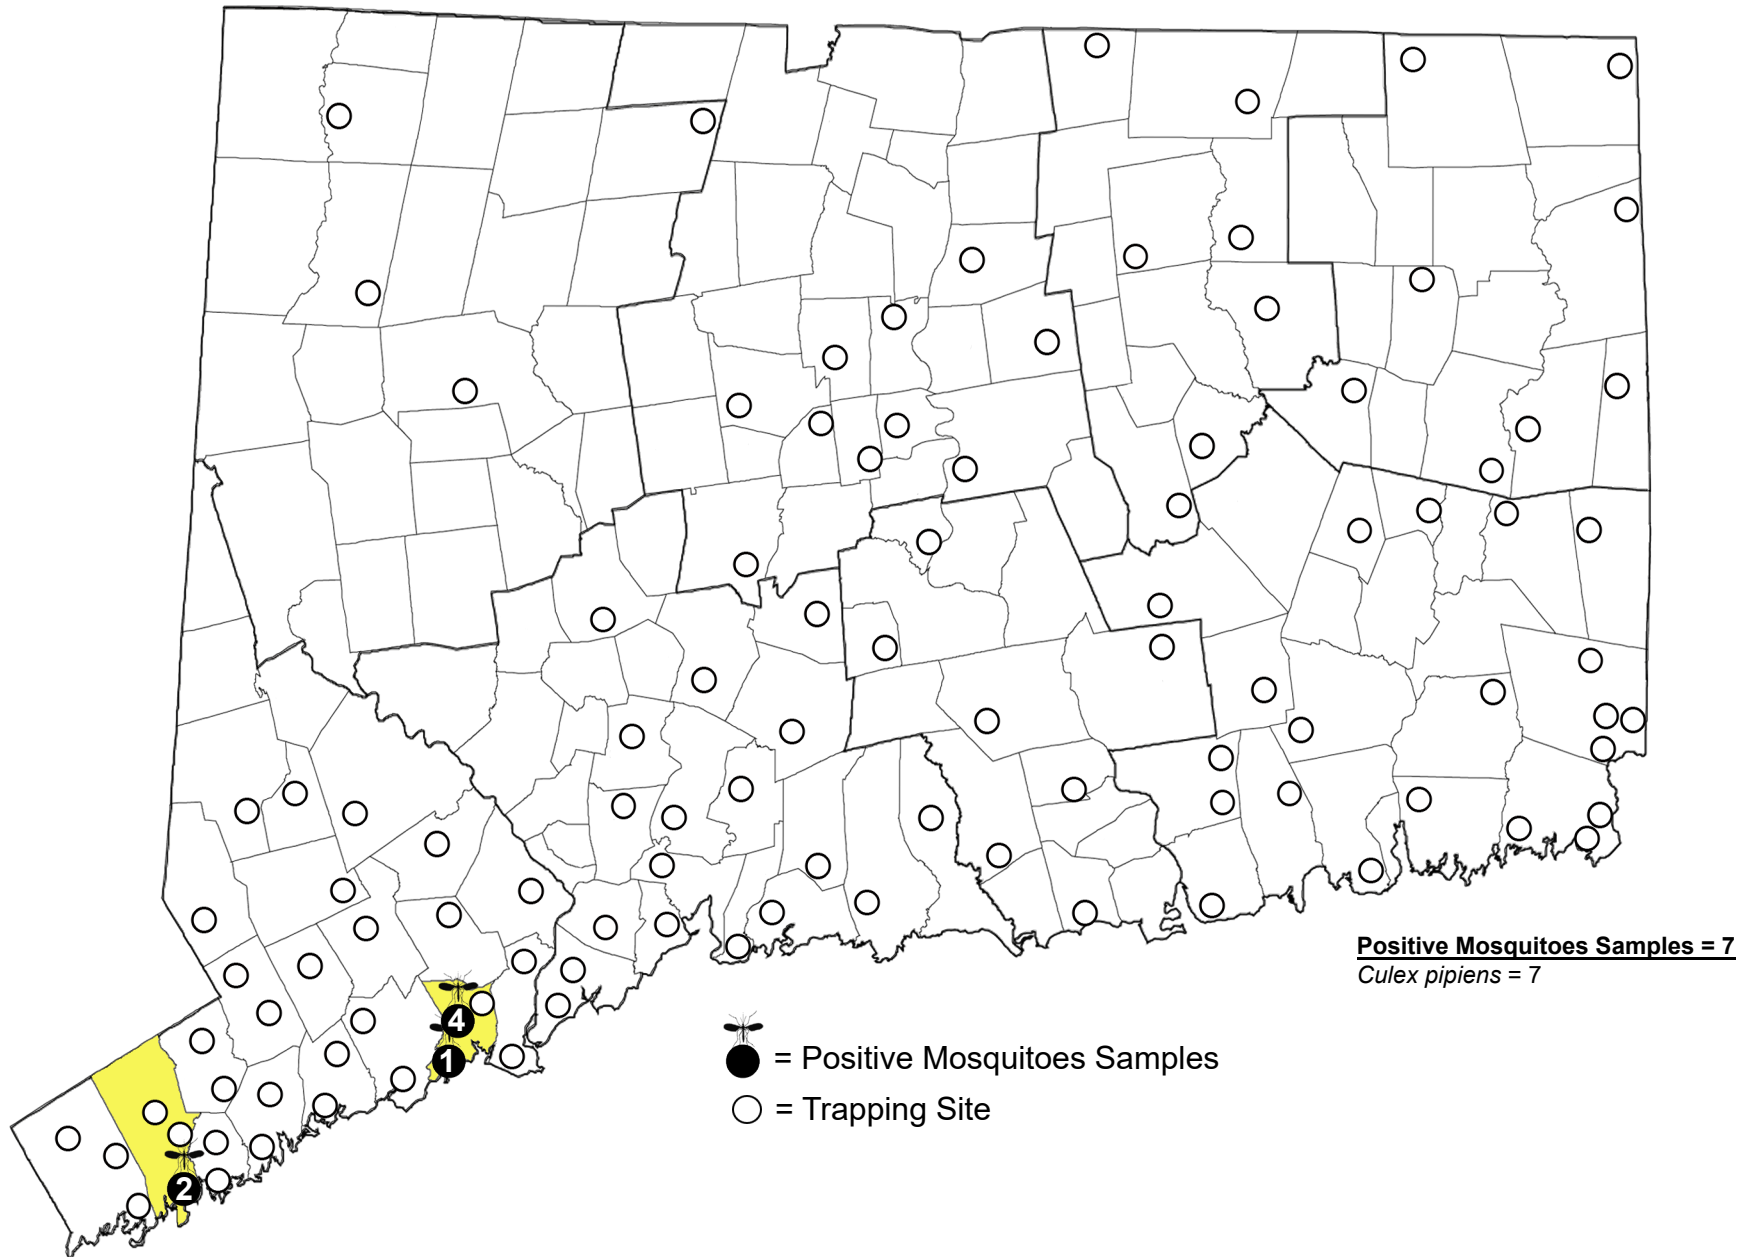 Positive Mosquitoes Samples = 7
Culex pipiens = 7
4
1
= Positive Mosquitoes Samples
= Trapping Site
2